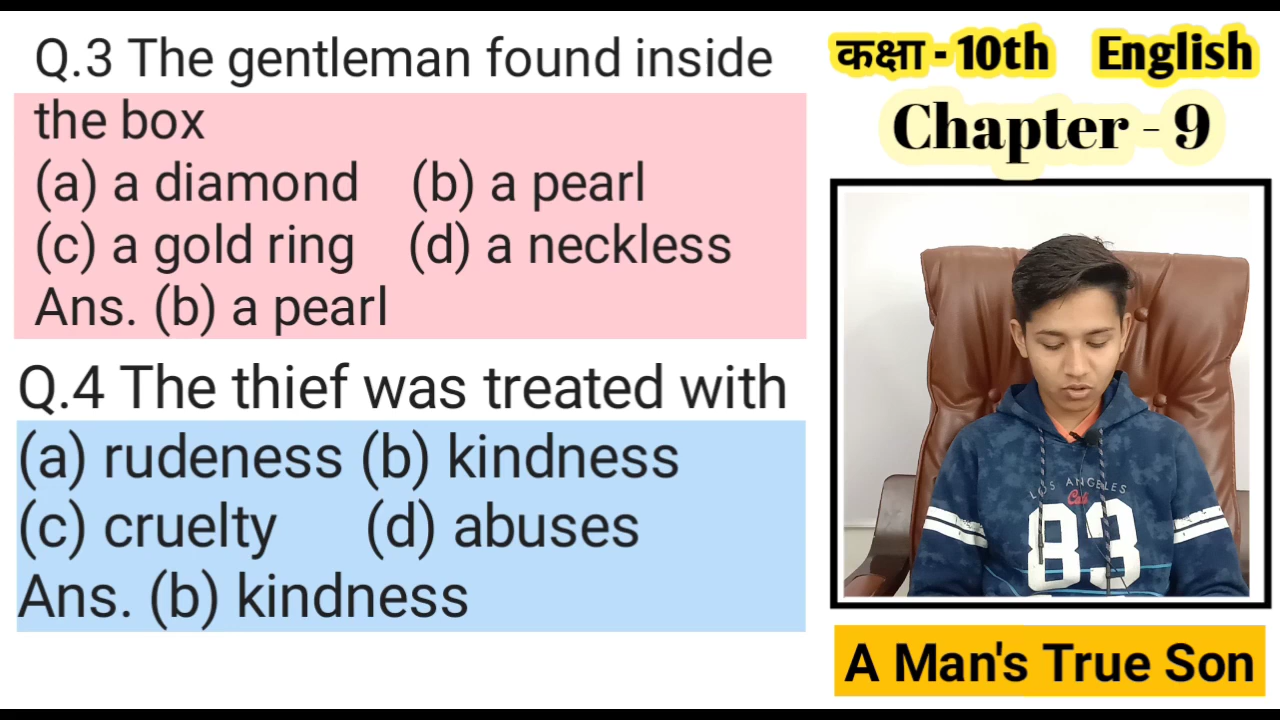 Q.3 The gentleman found inside
the box
(a) a diamond (b) a pearl
(c) a gold ring (d) a neckless
Ans. (b) a pearl
Q.4 The thief was treated with
(a) rudeness (b) kindness
(c) cruelty (d) abuses
Ans. (b) kindness
कक्षा - 10th English
Chapter - 9
LOS ANGELES
Cali
83
A Man's True Son